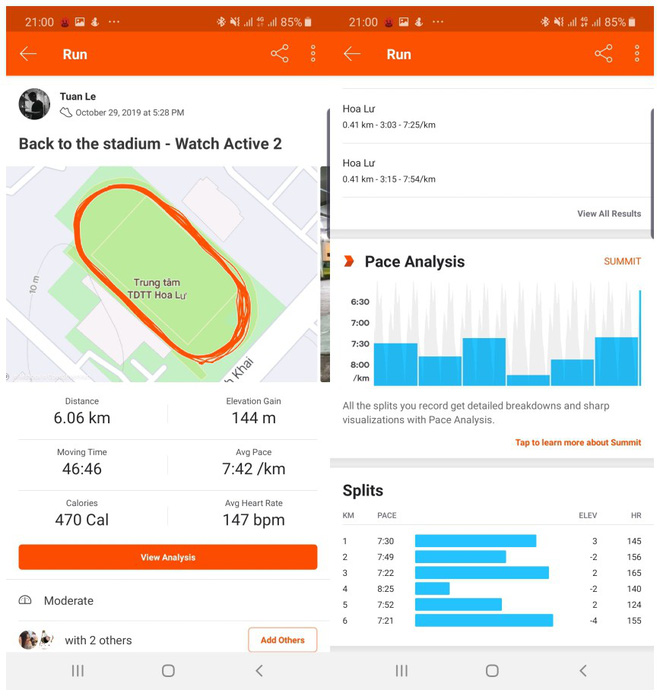 21:00
4G
85%
Run
Tuan Le
October 29, 2019 at 5:28 PM
Back to the stadium - Watch Active 2
10 m
Trung tâm
TDTT Hoa Lư
h Khai
Distance
6.06 km
Elevation Gain
144 m
Moving Time
46:46
Avg Pace
7:42 /km
Calories
470 Cal
Avg Heart Rate
147 bpm
View Analysis
Moderate
with 2 others
Add Others
21:00
4G
85%
Run
Hoa Lư
0.41 km - 3:03 - 7:25/km
Hoa Lư
0.41 km - 3:15 - 7:54/km
View All Results
Pace Analysis
SUMMIT
6:30
7:00
7:30
8:00
/km
All the splits you record get detailed breakdowns and sharp
visualizations with Pace Analysis.
Tap to learn more about Summit
Splits
KM PACE ELEV HR
1 7:30 3 145
2 7:49 -2 156
3 7:22 2 165
4 8:25 -2 140
5 7:52 2 124
6 7:21 -4 155